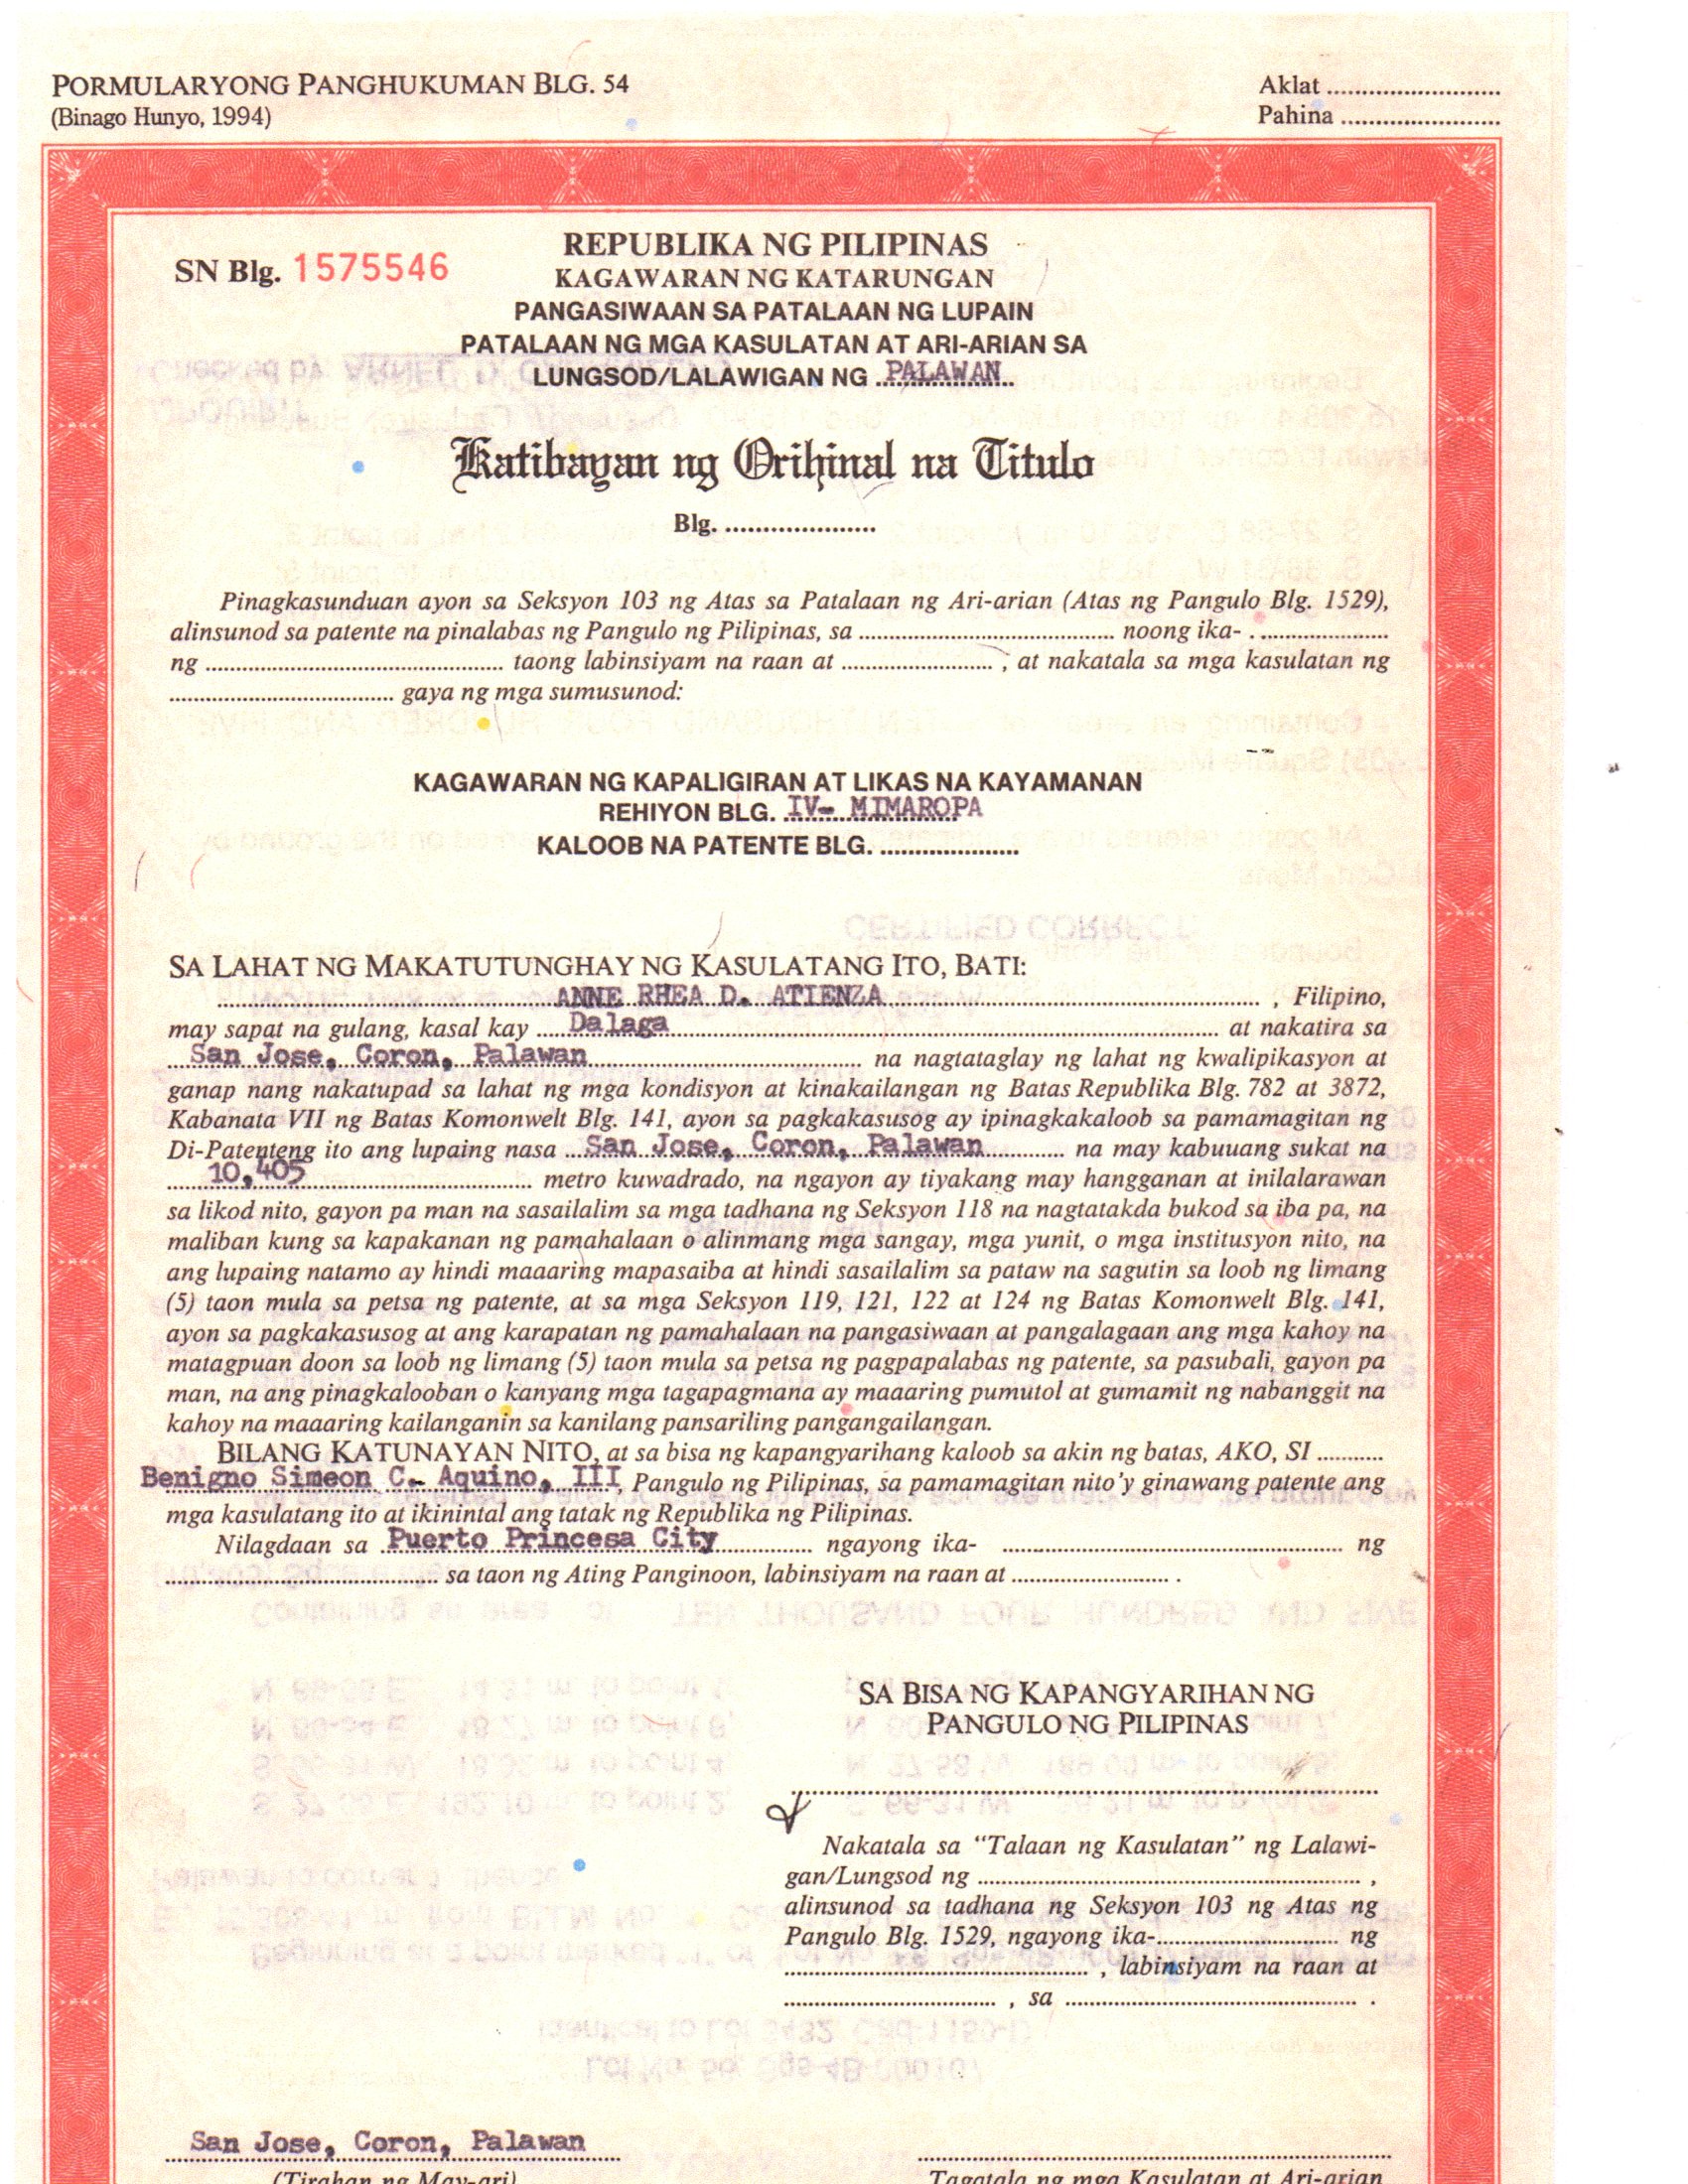 PORMULARYONG PANGHUKUMAN BLG. 54
(Binago Hunyo, 1994)
Aklat ..........................
Pahina ........................
SN Blg. 1575546
REPUBLIKA NG PILIPINAS
KAGAWARAN NG KATARUNGAN
PANGASIWAAN SA PATALAAN NG LUPAIN
PATALAAN NG MGA KASULATAN AT ARI-ARIAN SA
LUNGSOD/LALAWIGAN NG PALAWAN
Katibayan ng Orihinal na Titulo
Blg. ......................
Pinagkasunduan ayon sa Seksyon 103 ng Atas sa Patalaan ng Ari-arian (Atas ng Pangulo Blg. 1529),
alinsunod sa patente na pinalabas ng Pangulo ng Pilipinas, sa .................................... noong ika- ....................
ng .......................................... taong labinsiyam na raan at ....................., at nakatala sa mga kasulatan ng
................................ gaya ng mga sumusunod:
KAGAWARAN NG KAPALIGIRAN AT LIKAS NA KAYAMANAN
REHIYON BLG. IV- MIMAROPA
KALOOB NA PATENTE BLG. ....................
SA LAHAT NG MAKATUTUNGHAY NG KASULATANG ITO, BATI:
ANNE RHEA D. ATIENZA , Filipino,
may sapat na gulang, kasal kay Dalaga at nakatira sa
San Jose, Coron, Palawan na nagtataglay ng lahat ng kwalipikasyon at
ganap nang nakatupad sa lahat ng mga kondisyon at kinakailangan ng Batas Republika Blg. 782 at 3872,
Kabanata VII ng Batas Komonwelt Blg. 141, ayon sa pagkakasusog ay ipinagkakaloob sa pamamagitan ng
Di-Patenteng ito ang lupaing nasa San Jose, Coron, Palawan na may kabuuang sukat na
10,405 metro kuwadrado, na ngayon ay tiyakang may hangganan at inilalarawan
sa likod nito, gayon pa man na sasailalim sa mga tadhana ng Seksyon 118 na nagtatakda bukod sa iba pa, na
maliban kung sa kapakanan ng pamahalaan o alinmang mga sangay, mga yunit, o mga institusyon nito, na
ang lupaing natamo ay hindi maaaring mapasaiba at hindi sasailalim sa pataw na sagutin sa loob ng limang
(5) taon mula sa petsa ng patente, at sa mga Seksyon 119, 121, 122 at 124 ng Batas Komonwelt Blg. 141,
ayon sa pagkakasusog at ang karapatan ng pamahalaan na pangasiwaan at pangalagaan ang mga kahoy na
matagpuan doon sa loob ng limang (5) taon mula sa petsa ng pagpapalabas ng patente, sa pasubali, gayon pa
man, na ang pinagkalooban o kanyang mga tagapagmana ay maaaring pumutol at gumamit ng nabanggit na
kahoy na maaaring kailanganin sa kanilang pansariling pangangailangan.
BILANG KATUNAYAN NITO, at sa bisa ng kapangyarihang kaloob sa akin ng batas, AKO, SI ..........
Benigno Simeon C. Aquino, III, Pangulo ng Pilipinas, sa pamamagitan nito'y ginawang patente ang
mga kasulatang ito at ikinintal ang tatak ng Republika ng Pilipinas.
Nilagdaan sa Puerto Princesa City ngayong ika- ................................................ ng
....................................... sa taon ng Ating Panginoon, labinsiyam na raan at ....................... .
SA BISA NG KAPANGYARIHAN NG
PANGULO NG PILIPINAS
Nakatala sa “Talaan ng Kasulatan” ng Lalawi-
gan/Lungsod ng ...................................................... ,
alinsunod sa tadhana ng Seksyon 103 ng Atas ng
Pangulo Blg. 1529, ngayong ika-.......................... ng
........................................... , labinsiyam na raan at
.............................. , sa ......................................... .
San Jose, Coron, Palawan
(Tirahan ng May-ari)
Tagatala ng mga Kasulatan at Ari-arian